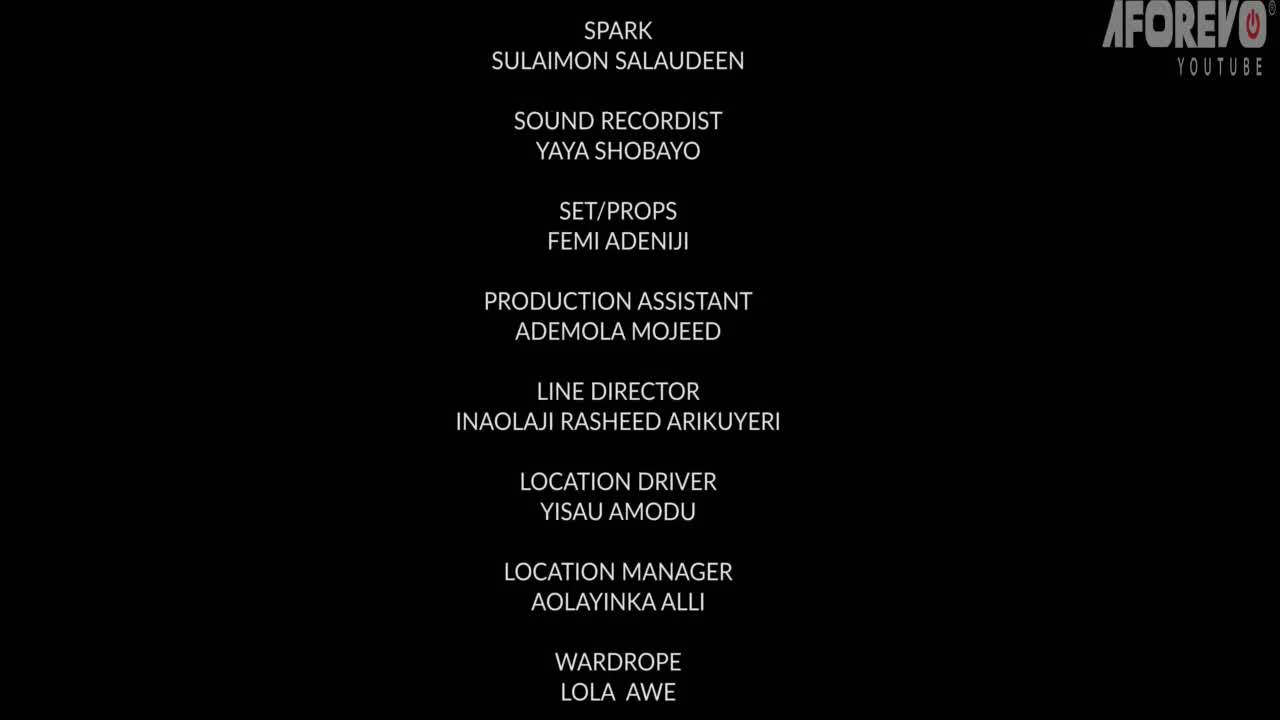 SPARK
SULAIMON SALAUDEEN
SOUND RECORDIST
YAYA SHOBAYO
SET/PROPS
FEMI ADENIJI
PRODUCTION ASSISTANT
ADEMOLA MOJEED
LINE DIRECTOR
INAOLAJI RASHEED ARIKUYERI
LOCATION DRIVER
YISAU AMODU
LOCATION MANAGER
AOLAYINKA ALLI
WARDROPE
LOLA  AWE
AFOREVO®
YOUTUBE